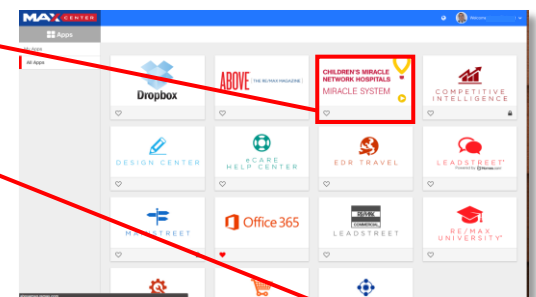 MAX CENTER
Welcome
Apps
All Apps
Dropbox
ABOVE THE RE/MAX MAGAZINE
CHILDREN'S MIRACLE
NETWORK HOSPITALS
MIRACLE SYSTEM
COMPETITIVE
INTELLIGENCE
DESIGN CENTER
eCARE
HELP CENTER
EDR TRAVEL
LEADSTREET
Powered by
MAINSTREET
Office 365
RE/MAX
COMMERCIAL
LEADSTREET
RE/MAX
UNIVERSITY